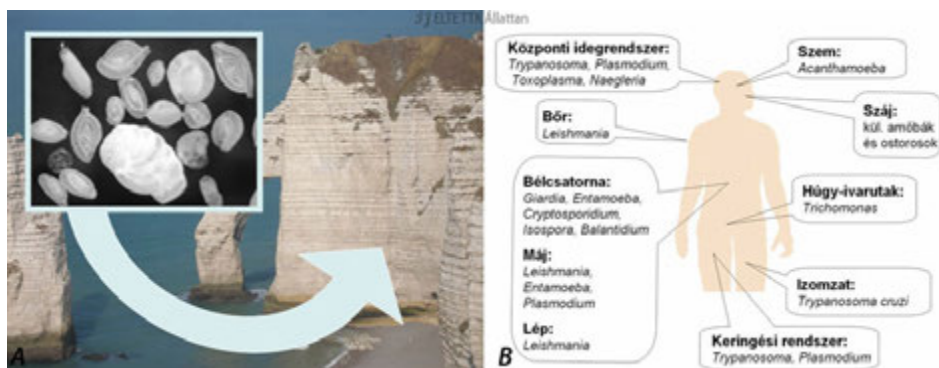 ELTE TTK Állattan
Központi idegrendszer:
Trypanosoma, Plasmodium,
Toxoplasma, Naegleria
Szem:
Acanthamoeba
Bőr:
Leishmania
Száj:
kül. amőbák
és ostorosok
Bélcsatorna:
Giardia, Entamoeba,
Cryptosporidium,
Isospora, Balantidium
Máj:
Leishmania,
Entamoeba,
Plasmodium
Lép:
Leishmania
Húgy-ivarutak:
Trichomonas
Izomzat:
Trypanosoma cruzi
Keringési rendszer:
Trypanosoma, Plasmodium
A
B